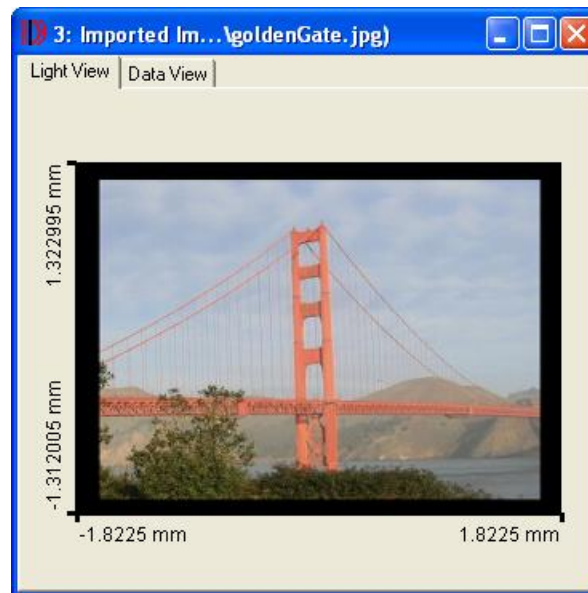 3: Imported Im...\goldenGate.jpg)
Light View Data View
1.322995 mm
-1.312005 mm
-1.8225 mm 1.8225 mm